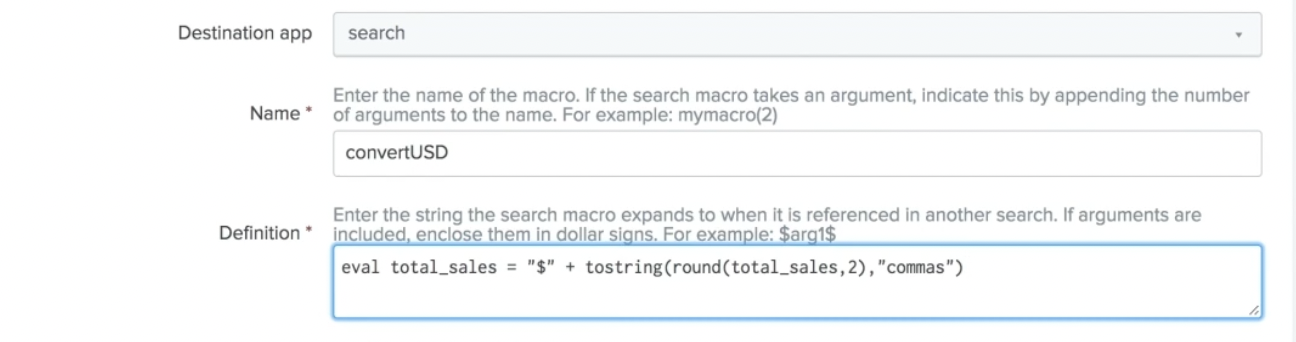 Destination app
search
Enter the name of the macro. If the search macro takes an argument, indicate this by appending the number
Name * of arguments to the name. For example: mymacro(2)
convertUSD
Enter the string the search macro expands to when it is referenced in another search. If arguments are
Definition * included, enclose them in dollar signs. For example: $arg1$
eval total_sales = "$" + tostring(round(total_sales,2),"commas")